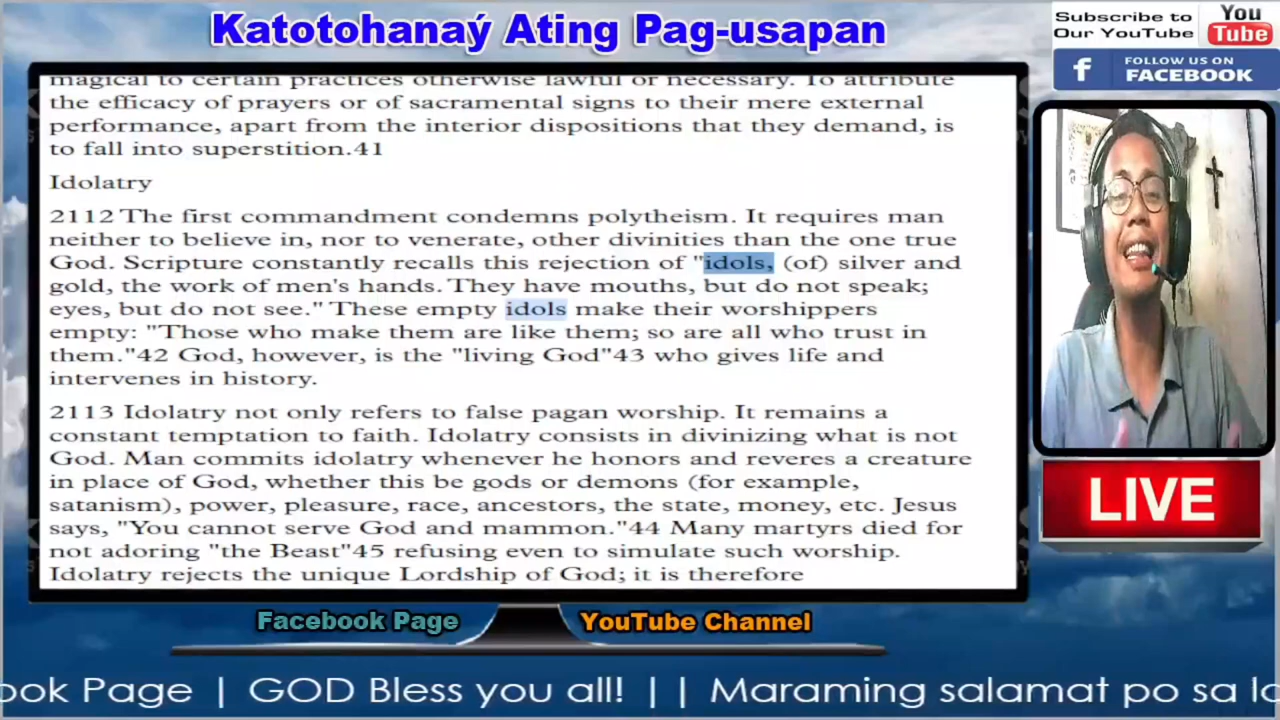 Katotohanaý Ating Pag-usapan
Subscribe to
Our YouTube
You
Tube
f
FOLLOW US ON
FACEBOOK
magical to certain practices otherwise lawful or necessary. To attribute
the efficacy of prayers or of sacramental signs to their mere external
performance, apart from the interior dispositions that they demand, is
to fall into superstition.41
Idolatry
2112 The first commandment condemns polytheism. It requires man
neither to believe in, nor to venerate, other divinities than the one true
God. Scripture constantly recalls this rejection of "idols, (of) silver and
gold, the work of men's hands. They have mouths, but do not speak;
eyes, but do not see." These empty idols make their worshippers
empty: "Those who make them are like them; so are all who trust in
them."42 God, however, is the "living God"43 who gives life and
intervenes in history.
2113 Idolatry not only refers to false pagan worship. It remains a
constant temptation to faith. Idolatry consists in divinizing what is not
God. Man commits idolatry whenever he honors and reveres a creature
in place of God, whether this be gods or demons (for example,
satanism), power, pleasure, race, ancestors, the state, money, etc. Jesus
says, "You cannot serve God and mammon."44 Many martyrs died for
not adoring "the Beast"45 refusing even to simulate such worship.
Idolatry rejects the unique Lordship of God; it is therefore
LIVE
Facebook Page
YouTube Channel
ook Page | GOD Bless you all! | | Maraming salamat po sa